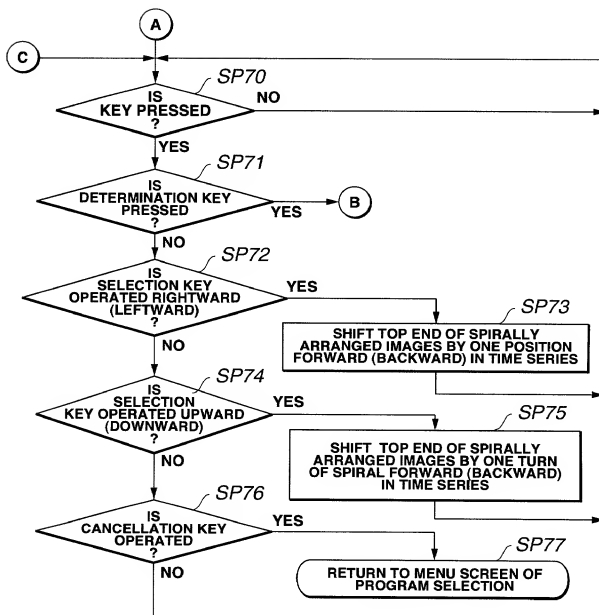 A
C
SP70
IS
KEY PRESSED
?
NO
YES
SP71
IS
DETERMINATION KEY
PRESSED
?
YES
B
NO
SP72
IS
SELECTION KEY
OPERATED RIGHTWARD
(LEFTWARD)
?
YES
SP73
SHIFT TOP END OF SPIRALLY
ARRANGED IMAGES BY ONE POSITION
FORWARD (BACKWARD) IN TIME SERIES
NO
SP74
IS
SELECTION
KEY OPERATED UPWARD
(DOWNWARD)
?
YES
SP75
SHIFT TOP END OF SPIRALLY
ARRANGED IMAGES BY ONE TURN
OF SPIRAL FORWARD (BACKWARD)
IN TIME SERIES
NO
SP76
IS
CANCELLATION KEY
OPERATED
?
YES
SP77
RETURN TO MENU SCREEN OF
PROGRAM SELECTION
NO